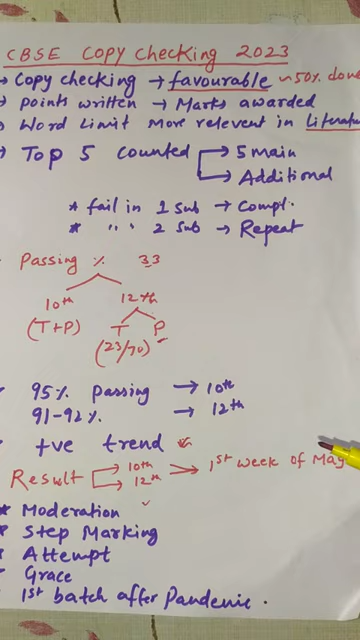 CBSE Copy Checking 2023
→ Copy checking → favourable ~50% done
→ points written → Marks awarded
→ Word Limit more relevent in Literatu
→ Top 5 counted → 5 main
→ Additional
* fail in 1 Sub → Compt.
* " " 2 Sub → Repeat
Passing % 33
10th 12th
(T+P) T P
(23/70)
95% passing → 10th
91-92% → 12th
+ve trend
Result → 10th → 12th → 1st week of May
* Moderation
* Step Marking
* Attempt
* Grace
* 1st batch after Pandemic.